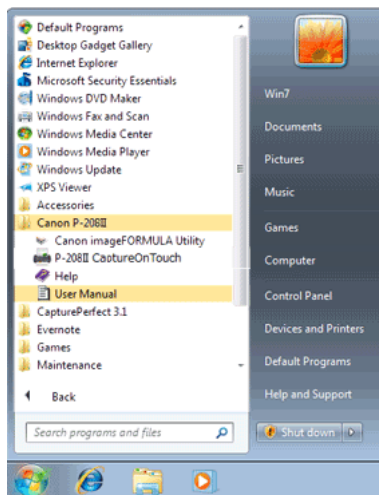 Default Programs
Desktop Gadget Gallery
Internet Explorer
Microsoft Security Essentials
Windows DVD Maker
Windows Fax and Scan
Windows Media Center
Windows Media Player
Windows Update
XPS Viewer
Accessories
Canon P-208II
Canon imageFORMULA Utility
P-208II CaptureOnTouch
Help
User Manual
CapturePerfect 3.1
Evernote
Games
Maintenance
Back
Search programs and files
Win7
Documents
Pictures
Music
Games
Computer
Control Panel
Devices and Printers
Default Programs
Help and Support
Shut down